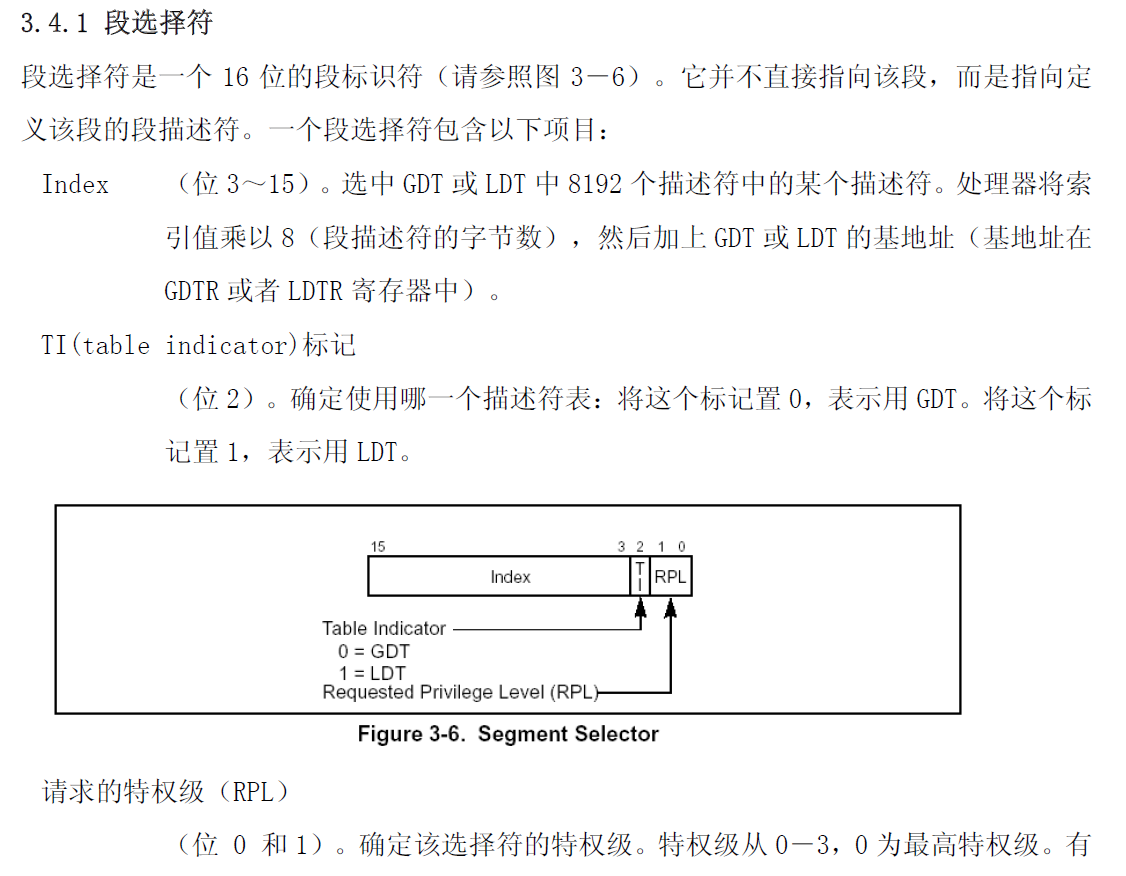 3.4.1 段选择符
段选择符是一个 16 位的段标识符（请参照图 3－6）。它并不直接指向该段，而是指向定
义该段的段描述符。一个段选择符包含以下项目：
Index （位 3～15）。选中 GDT 或 LDT 中 8192 个描述符中的某个描述符。处理器将索
引值乘以 8（段描述符的字节数），然后加上 GDT 或 LDT 的基地址（基地址在
GDTR 或者 LDTR 寄存器中）。
TI(table indicator)标记
（位 2）。确定使用哪一个描述符表：将这个标记置 0，表示用 GDT。将这个标
记置 1，表示用 LDT。
15 3 2 1 0
Index TI RPL
Table Indicator
0 = GDT
1 = LDT
Requested Privilege Level (RPL)
Figure 3-6. Segment Selector
请求的特权级（RPL）
（位 0 和 1）。确定该选择符的特权级。特权级从 0－3，0 为最高特权级。有